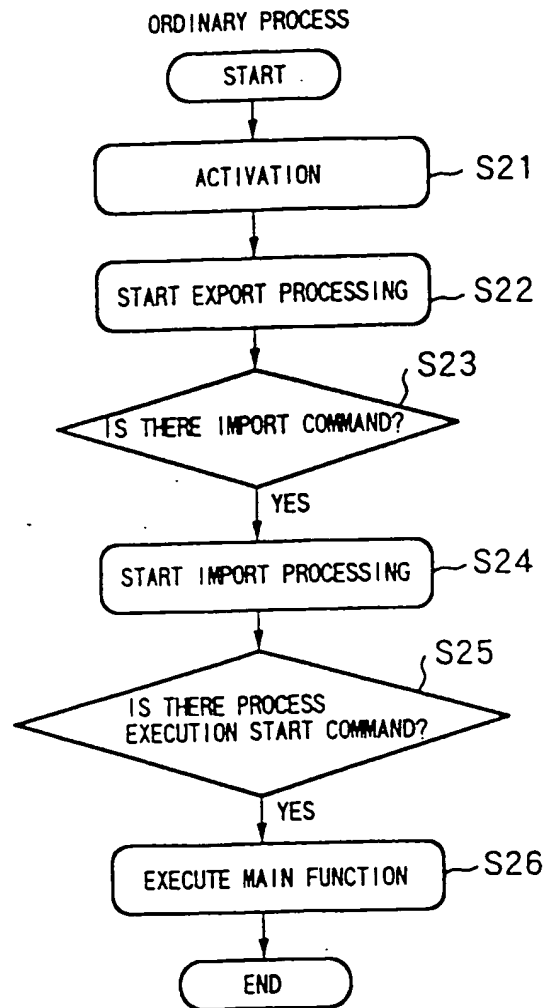 ORDINARY PROCESS
START
ACTIVATION
S21
START EXPORT PROCESSING
S22
S23
IS THERE IMPORT COMMAND?
YES
START IMPORT PROCESSING
S24
S25
IS THERE PROCESS
EXECUTION START COMMAND?
YES
EXECUTE MAIN FUNCTION
S26
END